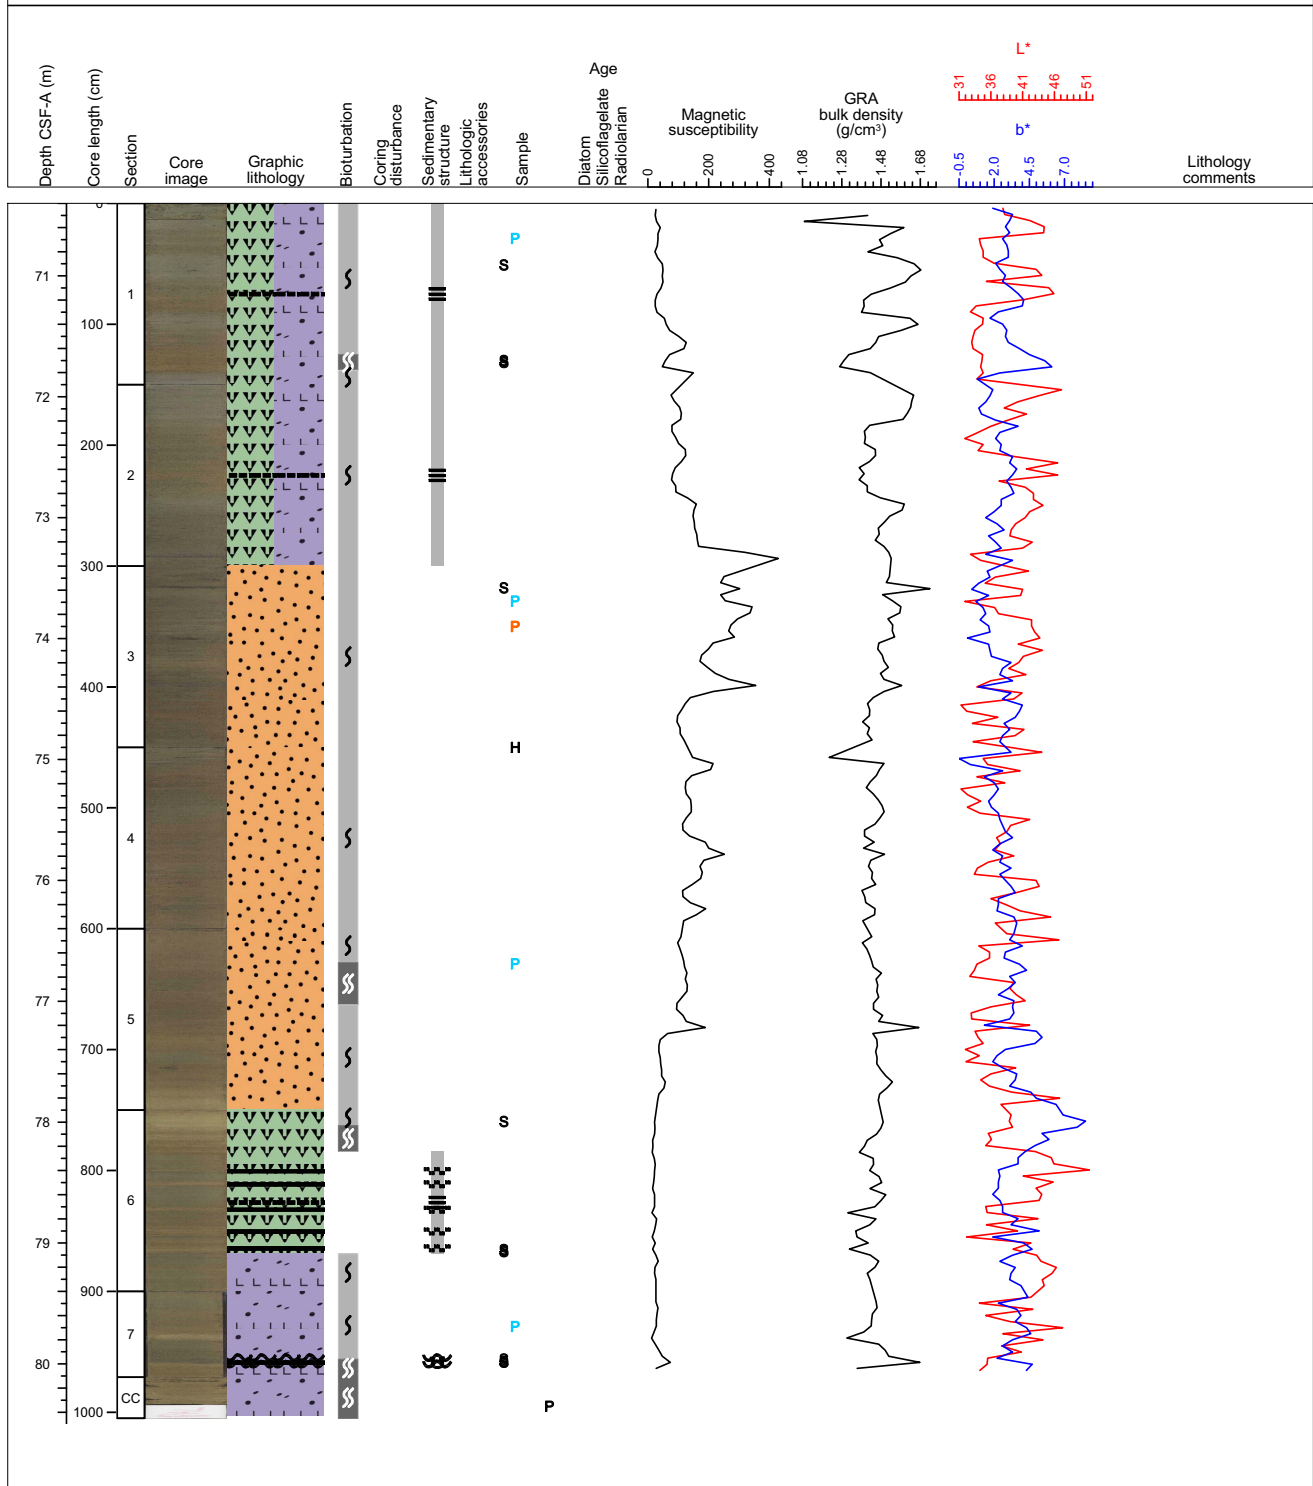 Depth CSF-A (m)
Core length (cm)
Section
Core
image
Graphic
lithology
Bioturbation
Coring
disturbance
Sedimentary
structure
Lithologic
accessories
Sample
Age
Diatom
Silicoflagelate
Radiolarian
Magnetic
susceptibility
0 200 400
GRA
bulk density
(g/cm³)
1.08 1.28 1.48 1.68
L*
31 36 41 46 51
b*
-0.5 2.0 4.5 7.0
Lithology
comments
0
P
S
71
1
100
S
S
72
200
2
73
300
S
P
P
74
3
400
H
75
500
4
76
600
P
77
5
700
78
S
800
6
79
S
S
900
P
7
80
S
S
CC
P
1000